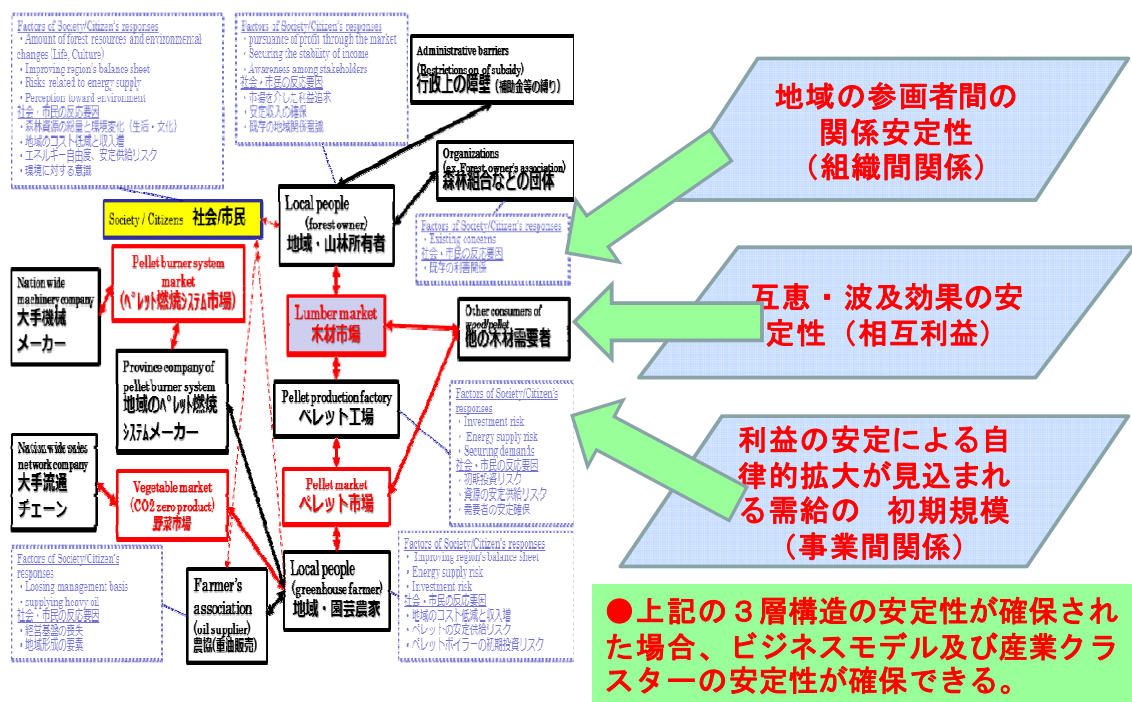 Factors of Society/Citizen's responses
・Amount of forest resources and environmental
changes (Life, Culture)
・Improving region's balance sheet
・Risks related to energy supply
・Perception toward environment
社会・市民の反応要因
・森林資源の総量と環境変化（生活・文化）
・地域のコスト低減と収入増
・エネルギー自由度、安定供給リスク
・環境に対する意識
Factors of Society/Citizen's responses
・pursuance of profit through the market
・Securing the stability of income
・Awareness among stakeholders
社会・市民の反応要因
・市場を介した利益追求
・安定収入の確保
・既存の地域関係意識
Administrative barriers
(Restrictions on of subsidy)
行政上の障壁（補助金等の縛り）
Organizations
(ex. Forest owner's association)
森林組合などの団体
Factors of Society/Citizen's responses
・Existing concerns
社会・市民の反応要因
・既存の利害関係
Society / Citizens 社会/市民
Local people
(forest owner)
地域・山林所有者
Pellet burner system
market
（ペレット燃焼システム市場）
Nation wide
machinery company
大手機械
メーカー
Lumber market
木材市場
Other consumers of
wood/pellet
他の木材需要者
Province company of
pellet burner system
地域のペレット燃焼
システムメーカー
Pellet production factory
ペレット工場
Factors of Society/Citizen's
responses
・Investment risk
・Energy supply risk
・Securing demands
社会・市民の反応要因
・初期投資リスク
・資源の安定供給リスク
・需要者の安定確保
Nation wide sales
network company
大手流通
チェーン
Vegetable market
(CO2 zero product)
野菜市場
Pellet market
ペレット市場
Factors of Society/Citizen's
responses
・Loosing management basis
・supplying heavy oil
社会・市民の反応要因
・経営基盤の喪失
・地域形成の要素
Farmer's
association
(oil supplier)
農協(重油販売)
Local people
(greenhouse farmer)
地域・園芸農家
Factors of Society/Citizen's responses
・Improving region's balance sheet
・Energy supply risk
・Investment risk
社会・市民の反応要因
・地域のコスト低減と収入増
・ペレットの安定供給リスク
・ペレットボイラーの初期投資リスク
地域の参画者間の
関係安定性
（組織間関係）
互恵・波及効果の安
定性（相互利益）
利益の安定による自
律的拡大が見込まれ
る需給の　初期規模
（事業間関係）
●上記の３層構造の安定性が確保され
た場合、ビジネスモデル及び産業クラ
スターの安定性が確保できる。